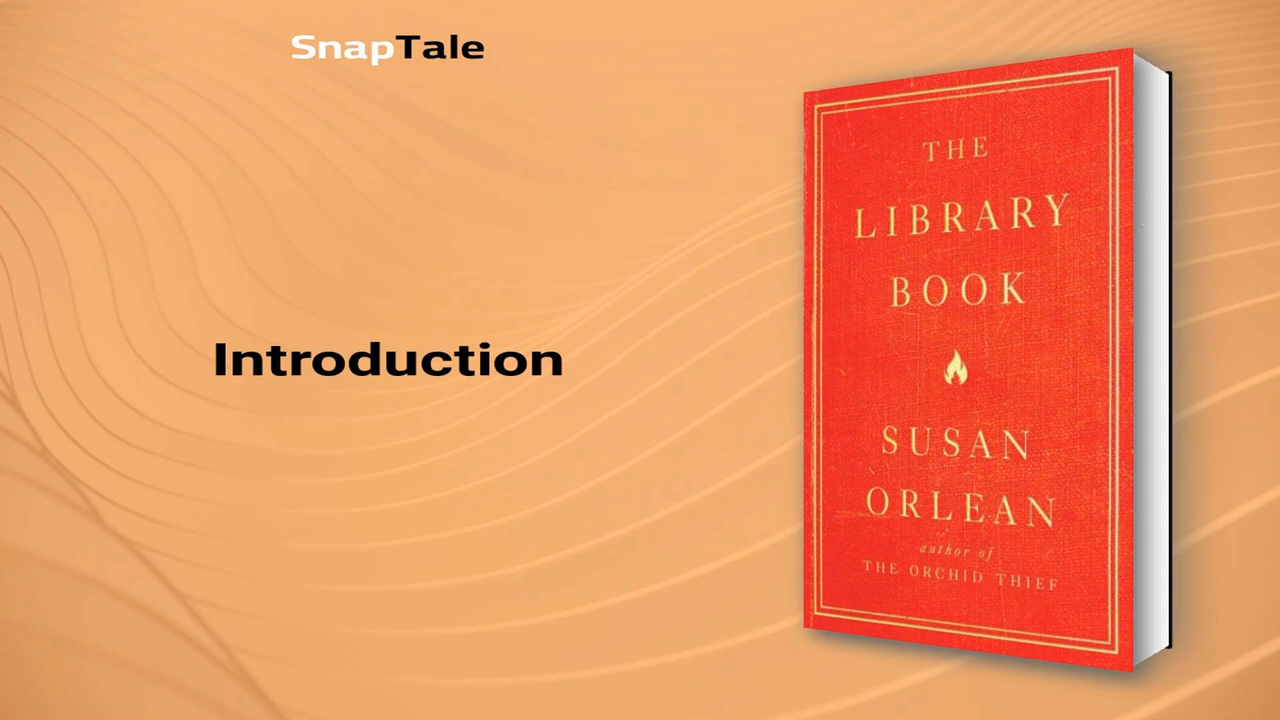 SnapTale
Introduction
THE
LIBRARY
BOOK
SUSAN
ORLEAN
author of
THE ORCHID THIEF